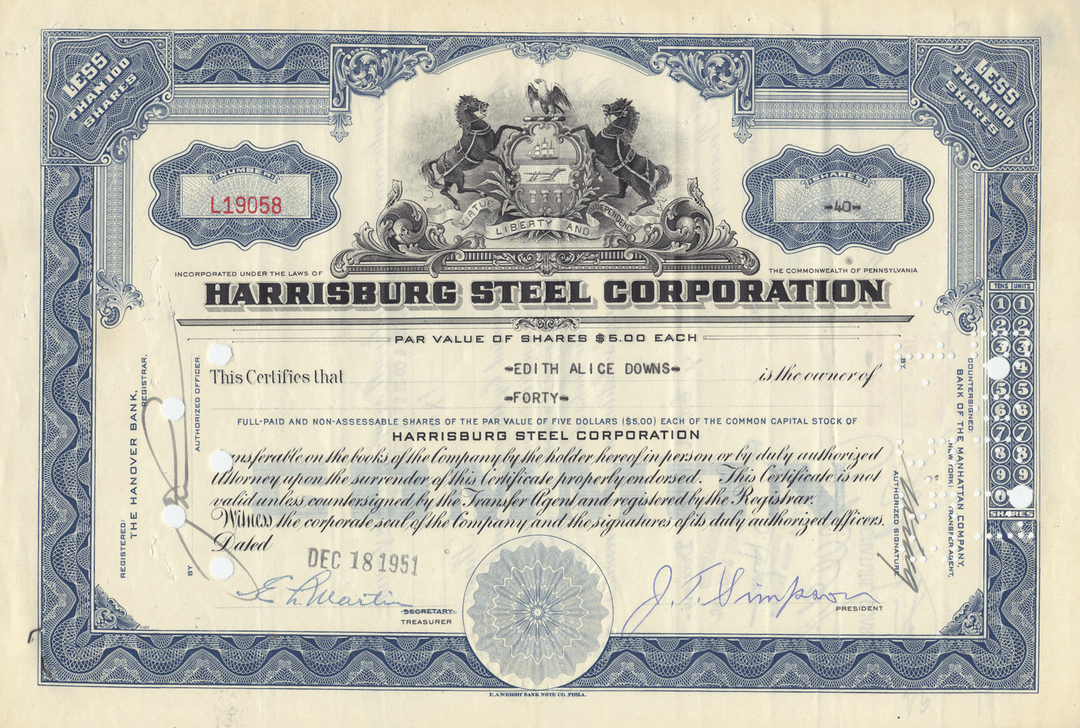 LESS
THAN 100
SHARES
LESS
THAN 100
SHARES
NUMBER
L19058
SHARES
-40-
VIRTUE
LIBERTY AND
INDEPENDENCE
INCORPORATED UNDER THE LAWS OF
THE COMMONWEALTH OF PENNSYLVANIA
HARRISBURG STEEL CORPORATION
PAR VALUE OF SHARES $5.00 EACH
This Certifies that -EDITH ALICE DOWNS- is the owner of
-FORTY-
FULL-PAID AND NON-ASSESSABLE SHARES OF THE PAR VALUE OF FIVE DOLLARS ($5.00) EACH OF THE COMMON CAPITAL STOCK OF
HARRISBURG STEEL CORPORATION
ansferable on the books of the Company by the holder hereof in person or by duly authorized
Attorney upon the surrender of this Certificate properly endorsed. This Certificate is not
valid unless countersigned by the Transfer Agent and registered by the Registrar.
Witness the corporate seal of the Company and the signatures of its duly authorized officers.
Dated
DEC 18 1951
E L Martin
SECRETARY
TREASURER
J. T. Simpson
PRESIDENT
REGISTERED:
THE HANOVER BANK,
REGISTRAR.
BY
AUTHORIZED OFFICER.
COUNTERSIGNED:
BANK OF THE MANHATTAN COMPANY,
(NEW YORK) TRANSFER AGENT,
BY
AUTHORIZED SIGNATURE.
TENS UNITS
1 1
2 2
3 3
4
5 5
6 6
7 7
8 8
9 9
0
SHARES
E. A. WRIGHT BANK NOTE CO., PHILA.